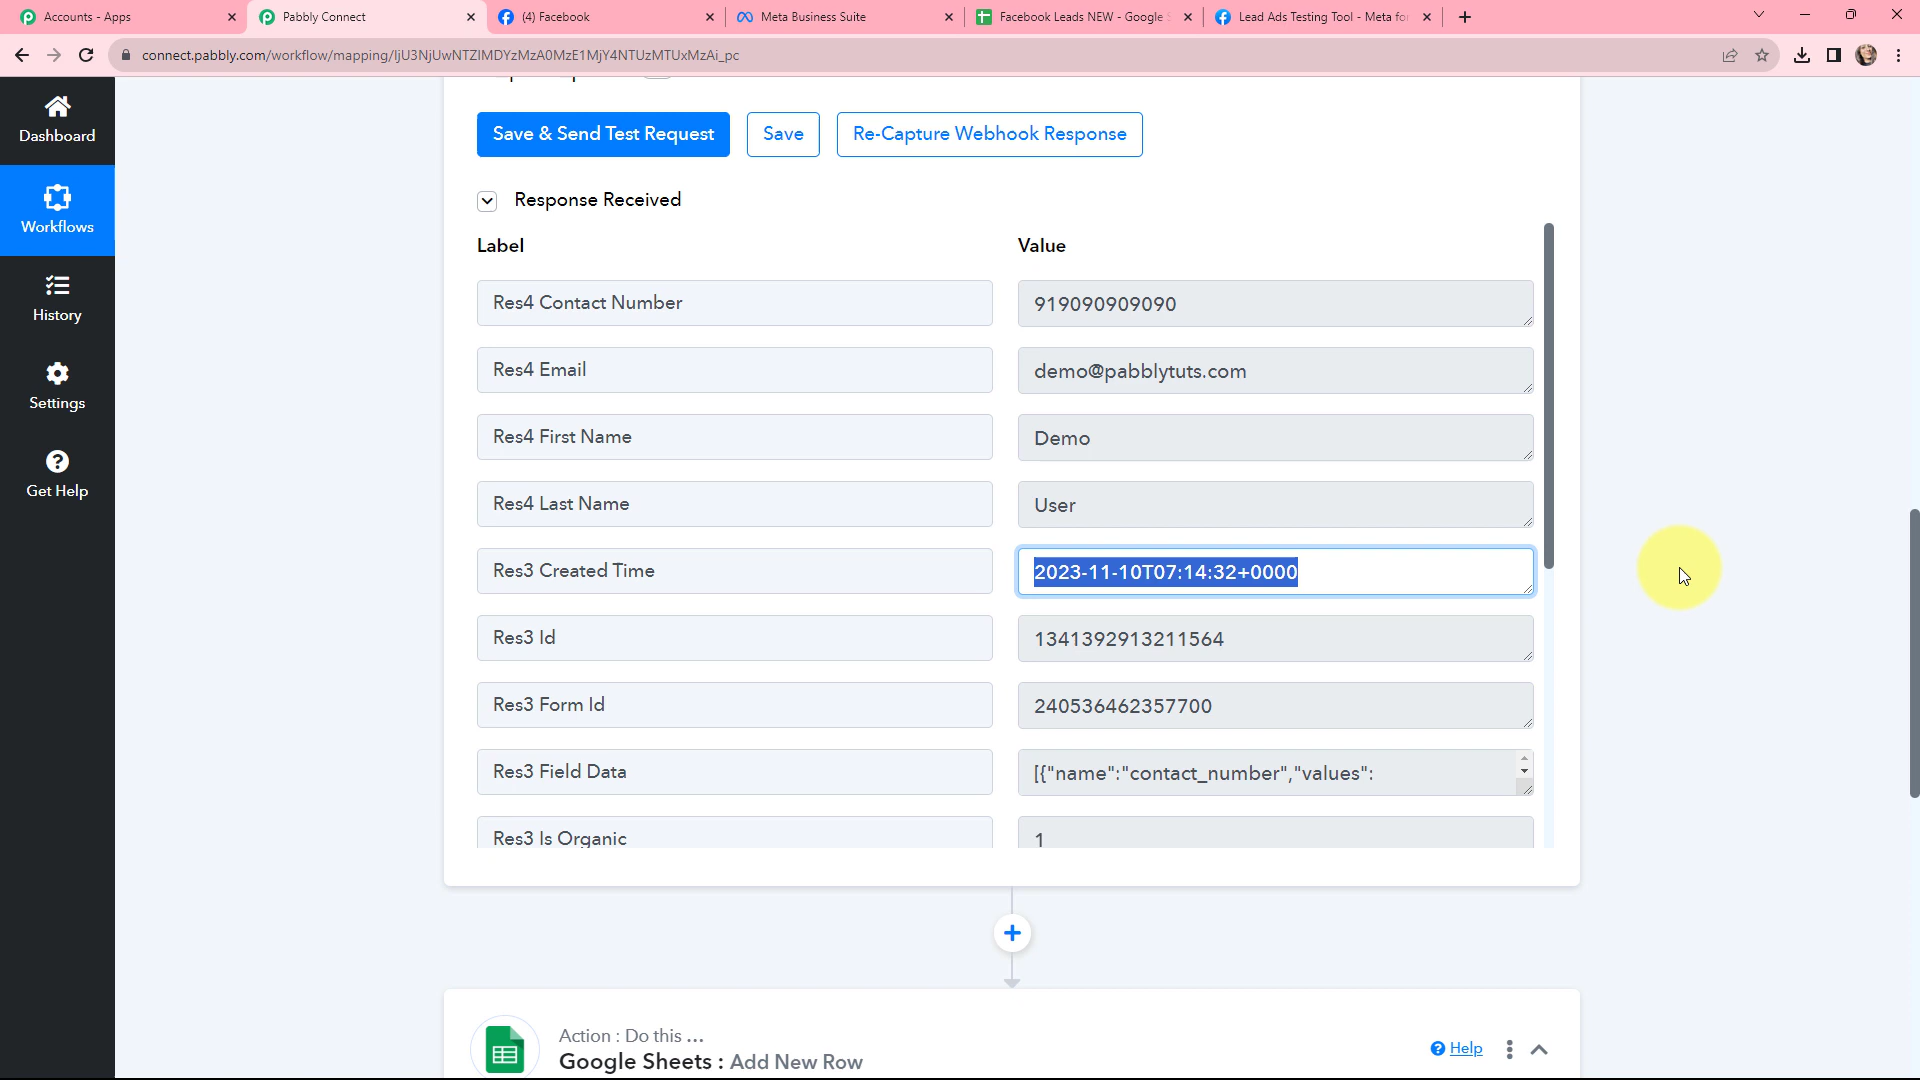 Accounts - Apps
Pabbly Connect
(4) Facebook
Meta Business Suite
Facebook Leads NEW - Google S
Lead Ads Testing Tool - Meta for
connect.pabbly.com/workflow/mapping/IjU3NjUwNTZlMDYzMzA0MzE1MjY4NTUzMTUxMzAi_pc
Dashboard
Workflows
History
Settings
Get Help
Save & Send Test Request
Save
Re-Capture Webhook Response
Response Received
Label
Value
Res4 Contact Number
919090909090
Res4 Email
demo@pabblytuts.com
Res4 First Name
Demo
Res4 Last Name
User
Res3 Created Time
2023-11-10T07:14:32+0000
Res3 Id
1341392913211564
Res3 Form Id
240536462357700
Res3 Field Data
[{"name":"contact_number","values":
Res3 Is Organic
1
Action : Do this ...
Google Sheets : Add New Row
Help